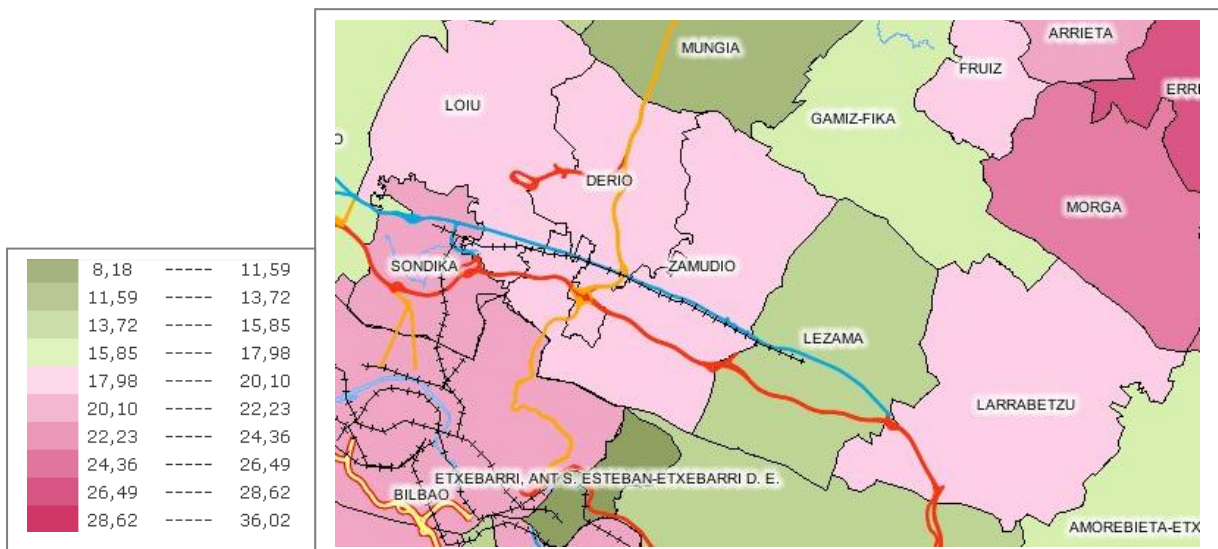 MUNGIA
ARRIETA
FRUIZ
LOIU
ERRI
GAMIZ-FIKA
O
DERIO
MORGA
SONDIKA
ZAMUDIO
LEZAMA
LARRABETZU
ETXEBARRI, ANT S. ESTEBAN-ETXEBARRI D. E.
BILBAO
AMOREBIETA-ETX
8,18 ----- 11,59
11,59 ----- 13,72
13,72 ----- 15,85
15,85 ----- 17,98
17,98 ----- 20,10
20,10 ----- 22,23
22,23 ----- 24,36
24,36 ----- 26,49
26,49 ----- 28,62
28,62 ----- 36,02